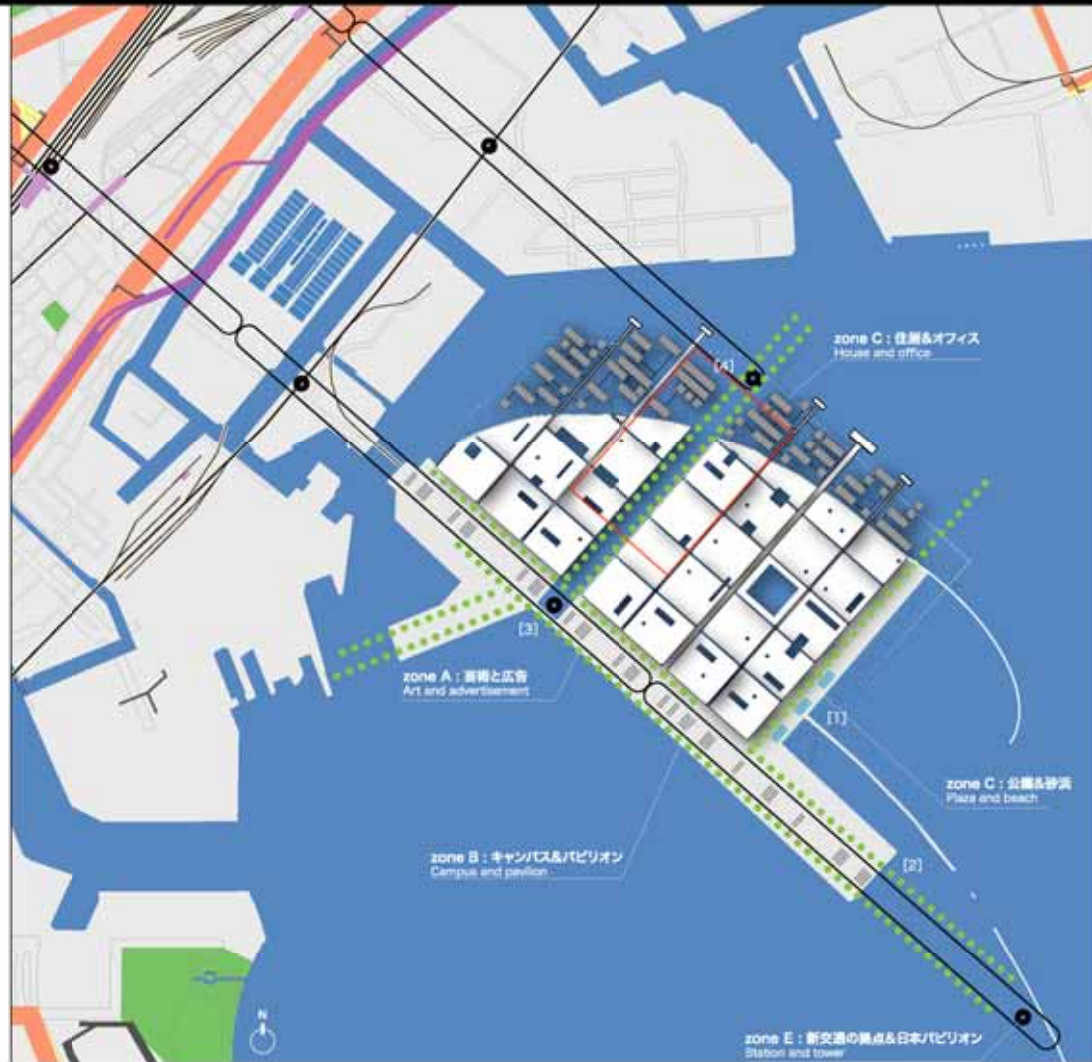 zone C : 住居&オフィス
House and office
[4]
[3]
zone A : 芸術と広告
Art and advertisement
[1]
zone C : 公園&砂浜
Plaza and beach
zone B : キャンパス&パビリオン
Campus and pavilion
[2]
N
zone E : 新交通の拠点&日本パビリオン
Station and tower